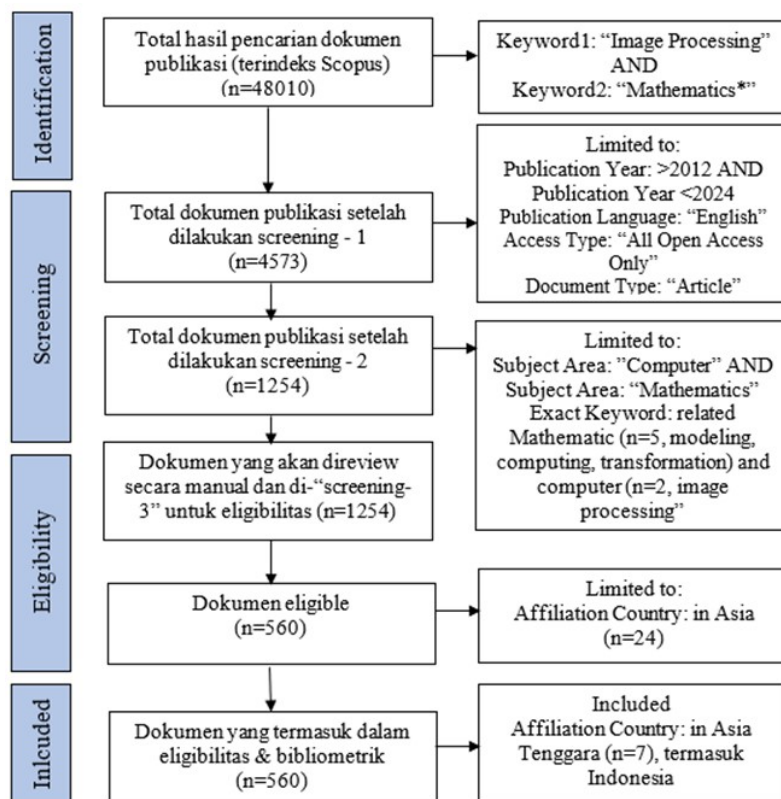 Identification
Total hasil pencarian dokumen
publikasi (terindeks Scopus)
(n=48010)
Keyword1: “Image Processing”
AND
Keyword2: “Mathematics*”
Screening
Total dokumen publikasi setelah
dilakukan screening - 1
(n=4573)
Limited to:
Publication Year: >2012 AND
Publication Year <2024
Publication Language: “English”
Access Type: “All Open Access
Only”
Document Type: “Article”
Total dokumen publikasi setelah
dilakukan screening - 2
(n=1254)
Limited to:
Subject Area: ”Computer” AND
Subject Area: “Mathematics”
Exact Keyword: related
Mathematic (n=5, modeling,
computing, transformation) and
computer (n=2, image
processing”
Eligibility
Dokumen yang akan direview
secara manual dan di-“screening-
3” untuk eligibilitas (n=1254)
Dokumen eligible
(n=560)
Limited to:
Affiliation Country: in Asia
(n=24)
Inlcuded
Dokumen yang termasuk dalam
eligibilitas & bibliometrik
(n=560)
Included
Affiliation Country: in Asia
Tenggara (n=7), termasuk
Indonesia